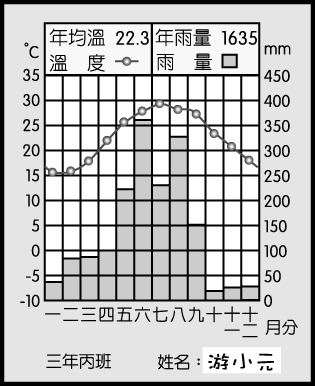 年均溫 22.3 年雨量 1635
溫 度 雨 量
°C mm
35 450
30 400
25 350
20 300
15 250
10 200
5 150
0 100
-5 50
-10 0
一 二 三 四 五 六 七 八 九 十 十一 十二 月分
三年丙班 姓名：游小元